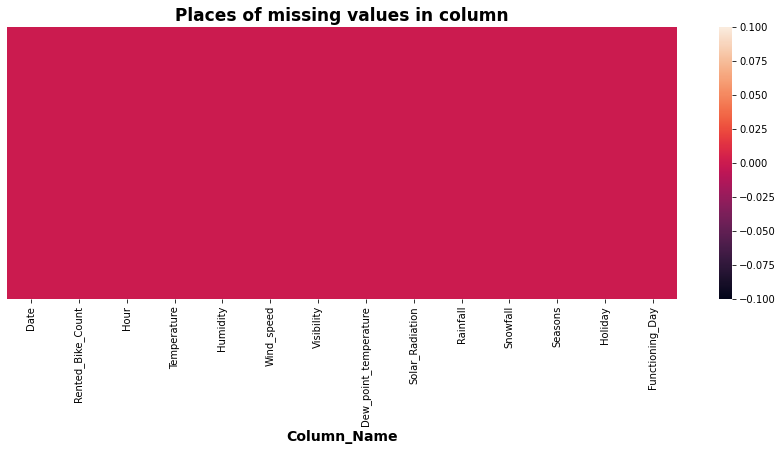 Places of missing values in column
0.100
0.075
0.050
0.025
0.000
−0.025
−0.050
−0.075
−0.100
Date
Rented_Bike_Count
Hour
Temperature
Humidity
Wind_speed
Visibility
Dew_point_temperature
Solar_Radiation
Rainfall
Snowfall
Seasons
Holiday
Functioning_Day
Column_Name